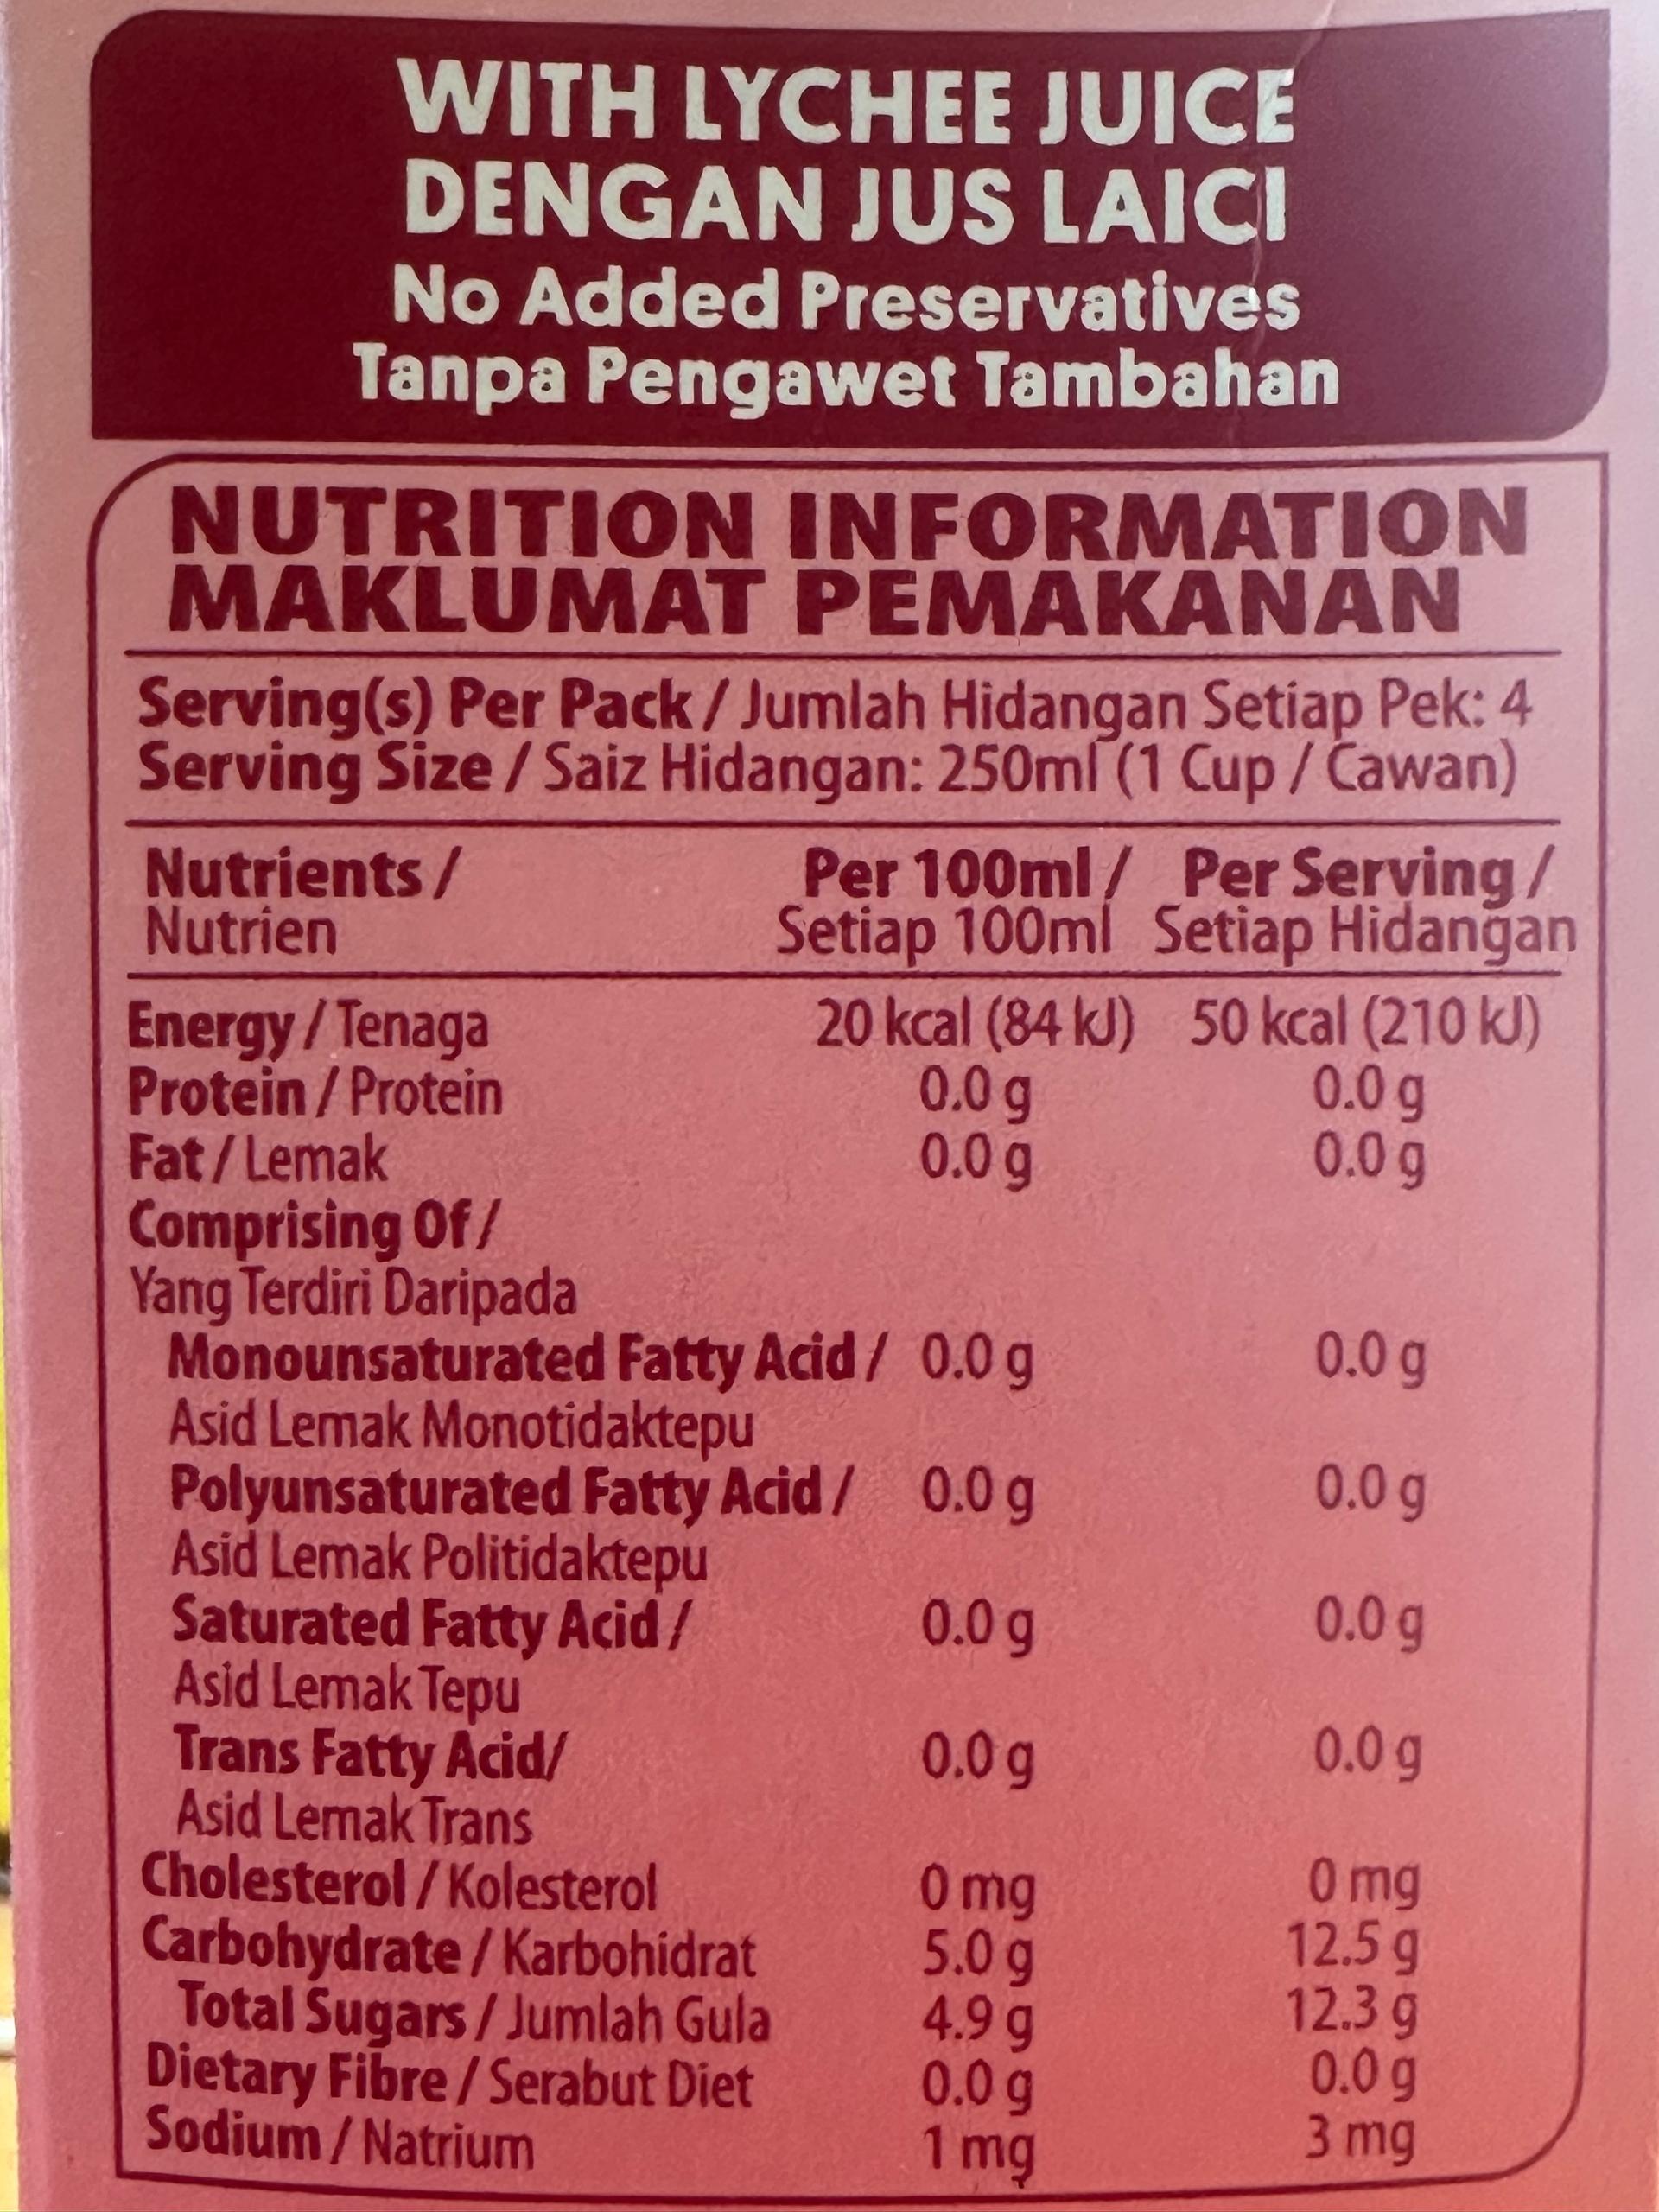 WITH LYCHEE JUICE
DENGAN JUS LAICI
No Added Preservatives
Tanpa Pengawet Tambahan
NUTRITION INFORMATION
MAKLUMAT PEMAKANAN
Serving(s) Per Pack / Jumlah Hidangan Setiap Pek: 4
Serving Size / Saiz Hidangan: 250ml (1 Cup / Cawan)
Nutrients / Per 100ml / Per Serving /
Nutrien Setiap 100ml Setiap Hidangan
Energy / Tenaga 20 kcal (84 kJ) 50 kcal (210 kJ)
Protein / Protein 0.0 g 0.0 g
Fat / Lemak 0.0 g 0.0 g
Comprising Of /
Yang Terdiri Daripada
Monounsaturated Fatty Acid / 0.0 g 0.0 g
Asid Lemak Monotidaktepu
Polyunsaturated Fatty Acid / 0.0 g 0.0 g
Asid Lemak Politidaktepu
Saturated Fatty Acid / 0.0 g 0.0 g
Asid Lemak Tepu
Trans Fatty Acid/ 0.0 g 0.0 g
Asid Lemak Trans
Cholesterol / Kolesterol 0 mg 0 mg
Carbohydrate / Karbohidrat 5.0 g 12.5 g
Total Sugars / Jumlah Gula 4.9 g 12.3 g
Dietary Fibre / Serabut Diet 0.0 g 0.0 g
Sodium / Natrium 1 mg 3 mg